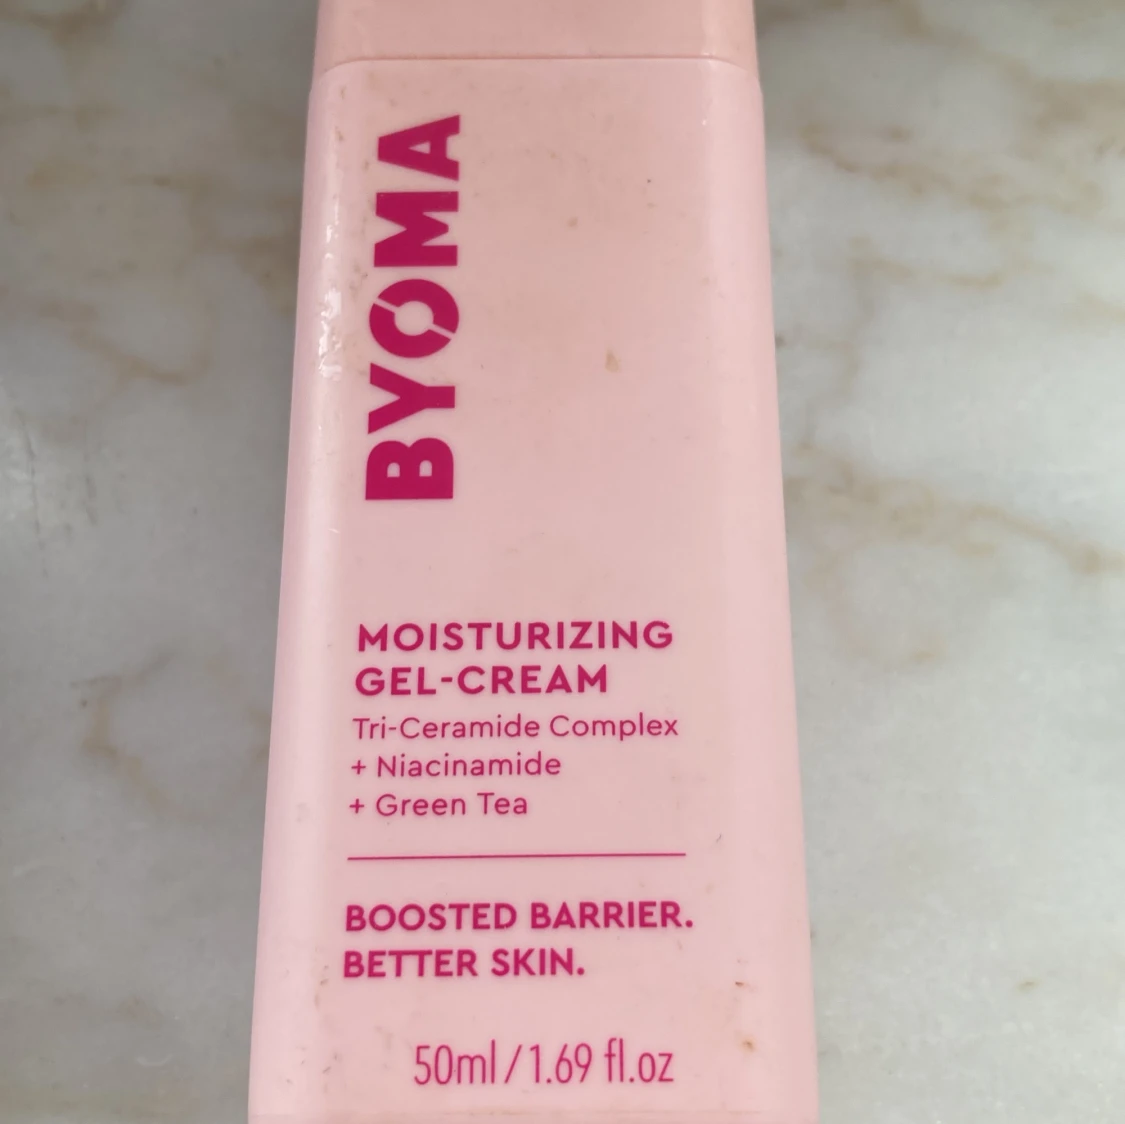 BYOMA
MOISTURIZING
GEL-CREAM
Tri-Ceramide Complex
+ Niacinamide
+ Green Tea
BOOSTED BARRIER.
BETTER SKIN.
50ml/1.69 fl.oz